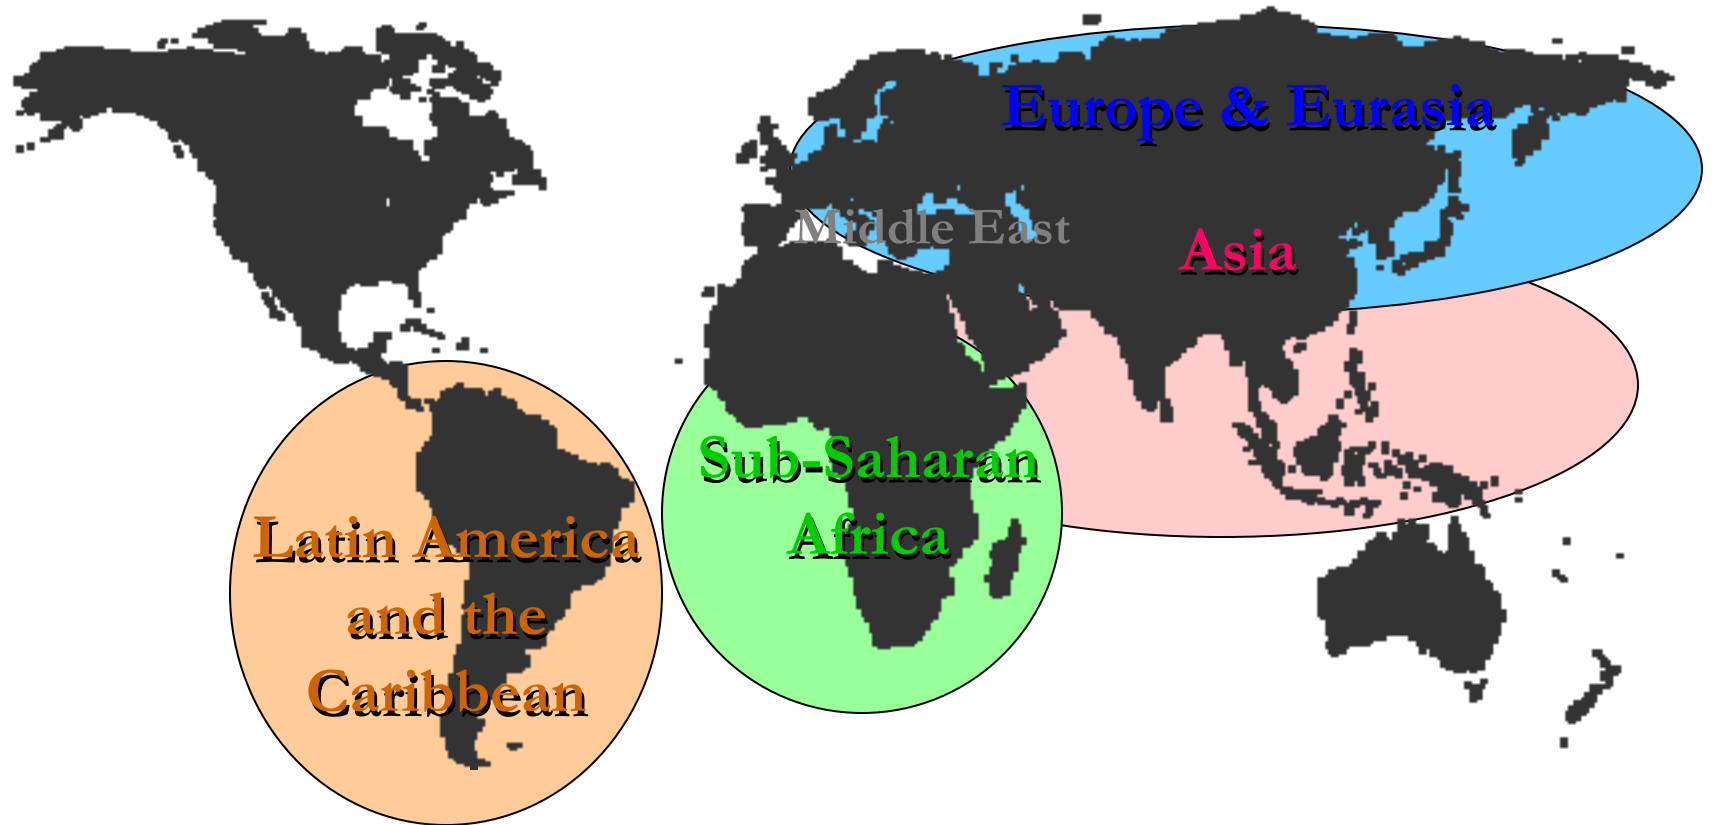 Europe & Eurasia
Middle East
Asia
Sub-Saharan
Africa
Latin America
and the
Caribbean